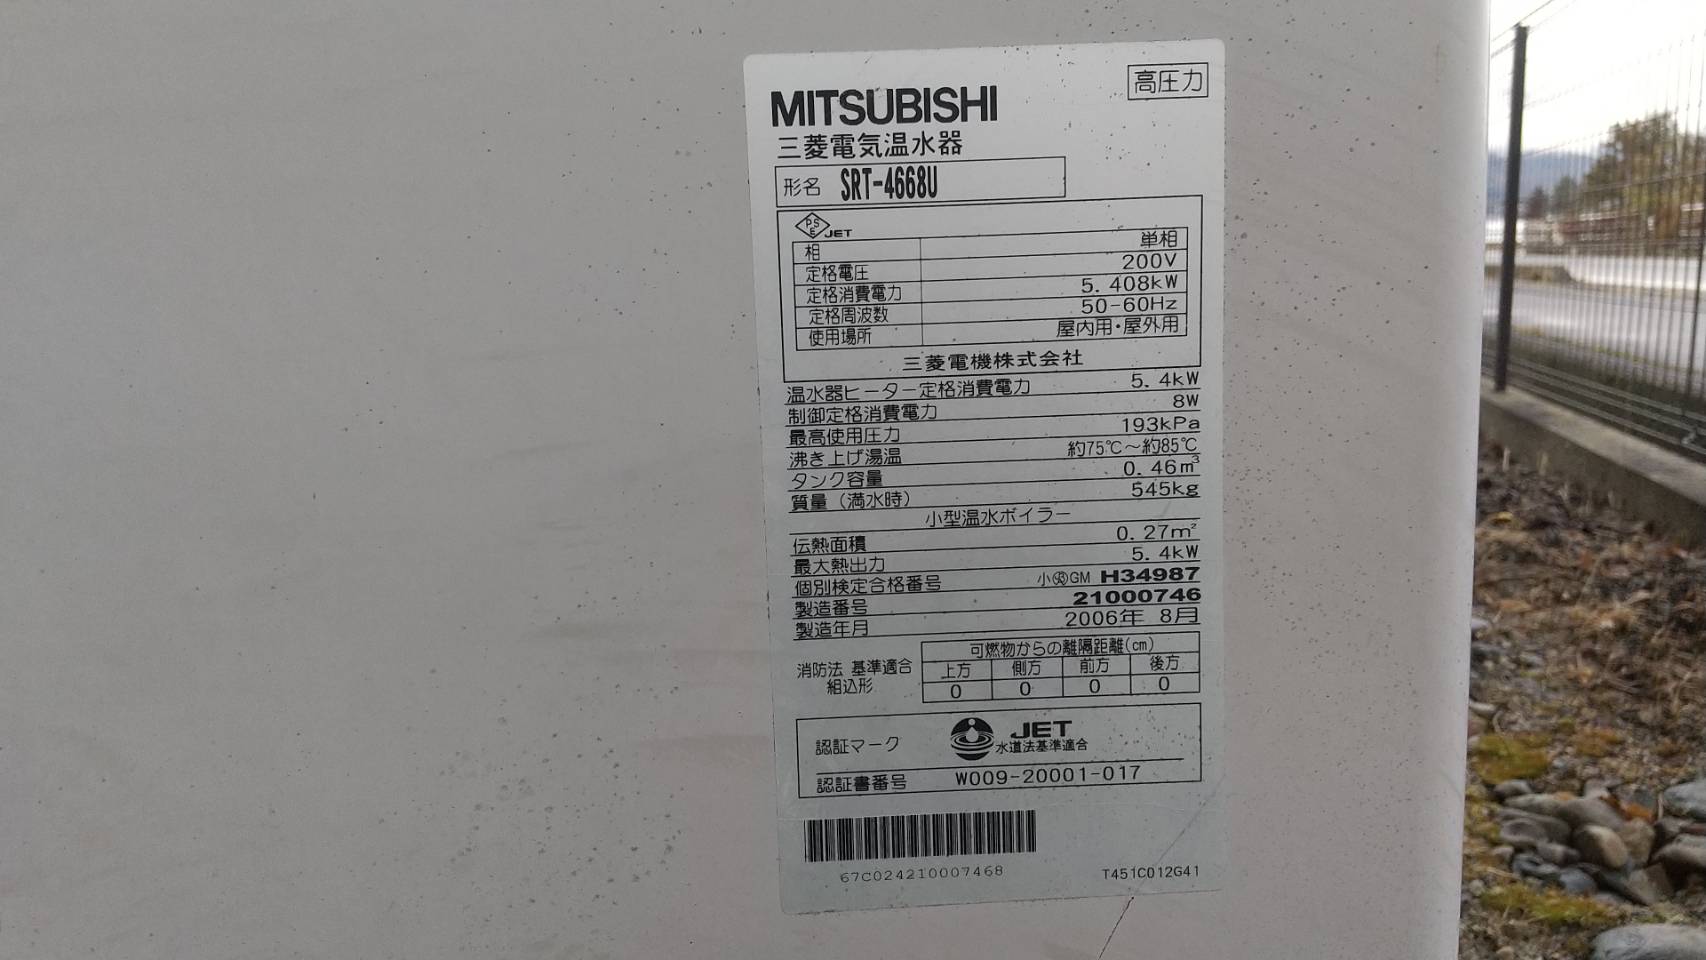 高圧力
MITSUBISHI
三菱電気温水器
形名 SRT-4668U
PS E JET
相 単相
定格電圧 200V
定格消費電力 5.408kW
定格周波数 50-60Hz
使用場所 屋内用・屋外用
三菱電機株式会社
温水器ヒーター定格消費電力 5.4kW
制御定格消費電力 8W
最高使用圧力 193kPa
沸き上げ湯温 約75℃〜約85℃
タンク容量 0.46m³
質量（満水時） 545kg
小型温水ボイラー
伝熱面積 0.27m²
最大熱出力 5.4kW
個別検定合格番号 小 GM H34987
製造番号 21000746
製造年月 2006年 8月
消防法 基準適合
組込形
可燃物からの離隔距離(cm)
上方 側方 前方 後方
0 0 0 0
認証マーク JET
水道法基準適合
認証書番号 W009-20001-017
67C024210007468
T451C012G41